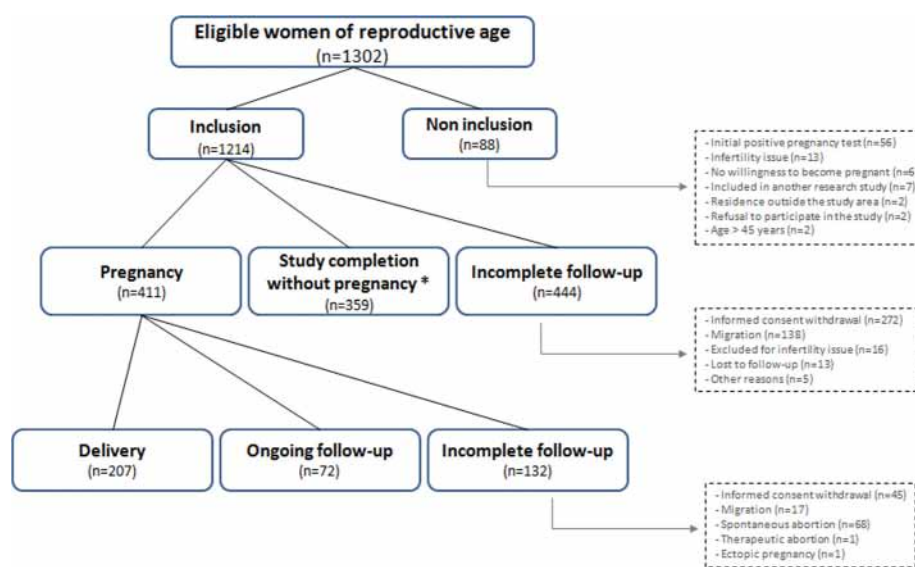 Eligible women of reproductive age
(n=1302)
Inclusion
(n=1214)
Non inclusion
(n=88)
- Initial positive pregnancy test (n=56)
- Infertility issue (n=13)
- No willingness to become pregnant (n=6
- Included in another research study (n=7)
- Residence outside the study area (n=2)
- Refusal to participate in the study (n=2)
- Age > 45 years (n=2)
Pregnancy
(n=411)
Study completion
without pregnancy *
(n=359)
Incomplete follow-up
(n=444)
- Informed consent withdrawal (n=272)
- Migration (n=138)
- Excluded for infertility issue (n=16)
- Lost to follow-up (n=13)
- Other reasons (n=5)
Delivery
(n=207)
Ongoing follow-up
(n=72)
Incomplete follow-up
(n=132)
- Informed consent withdrawal (n=45)
- Migration (n=17)
- Spontaneous abortion (n=68)
- Therapeutic abortion (n=1)
- Ectopic pregnancy (n=1)